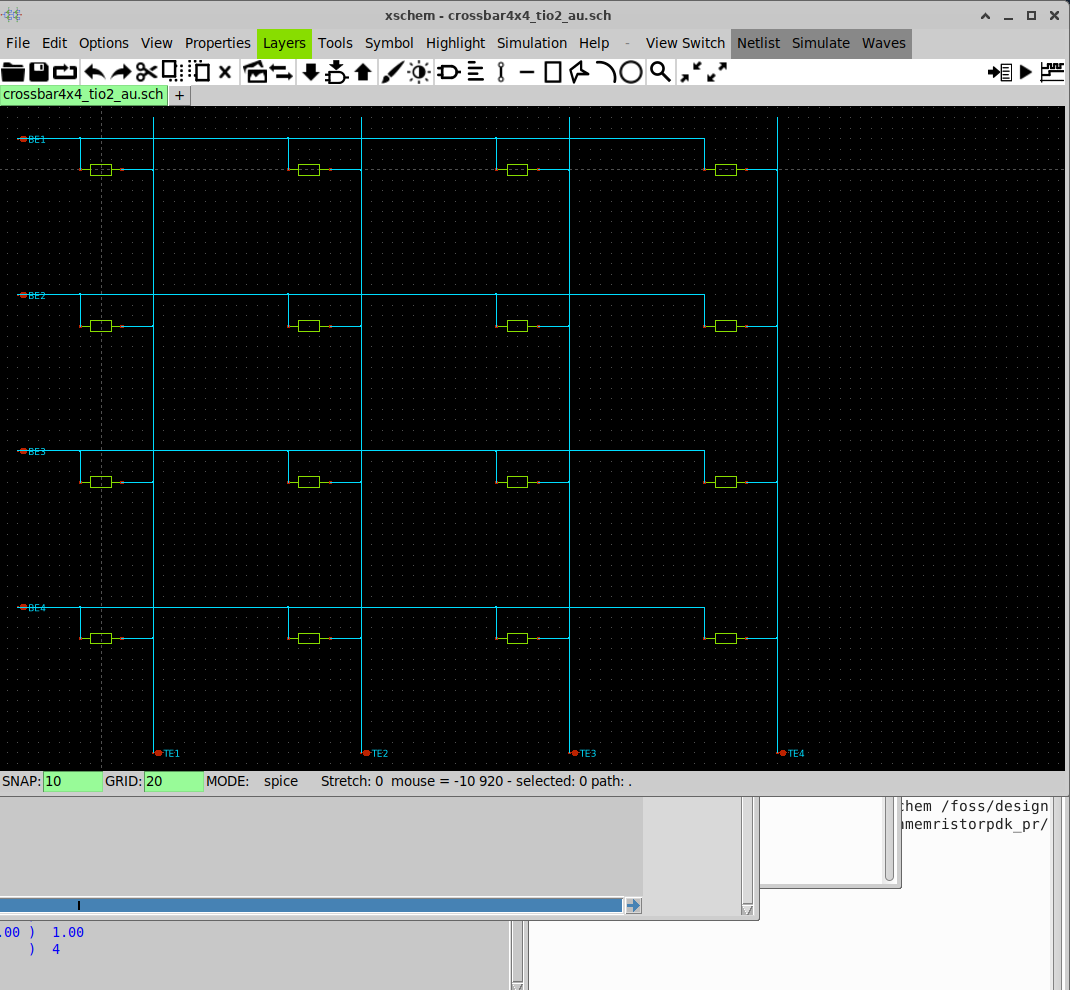 xschem - crossbar4x4_tio2_au.sch
File Edit Options View Properties Layers Tools Symbol Highlight Simulation Help - View Switch Netlist Simulate Waves
crossbar4x4_tio2_au.sch +
BE1
BE2
BE3
BE4
TE1 TE2 TE3 TE4
SNAP: 10 GRID: 20 MODE: spice Stretch: 0 mouse = -10 920 - selected: 0 path: .
chem /foss/design
memristorpdk_pr/
.00 ) 1.00
) 4